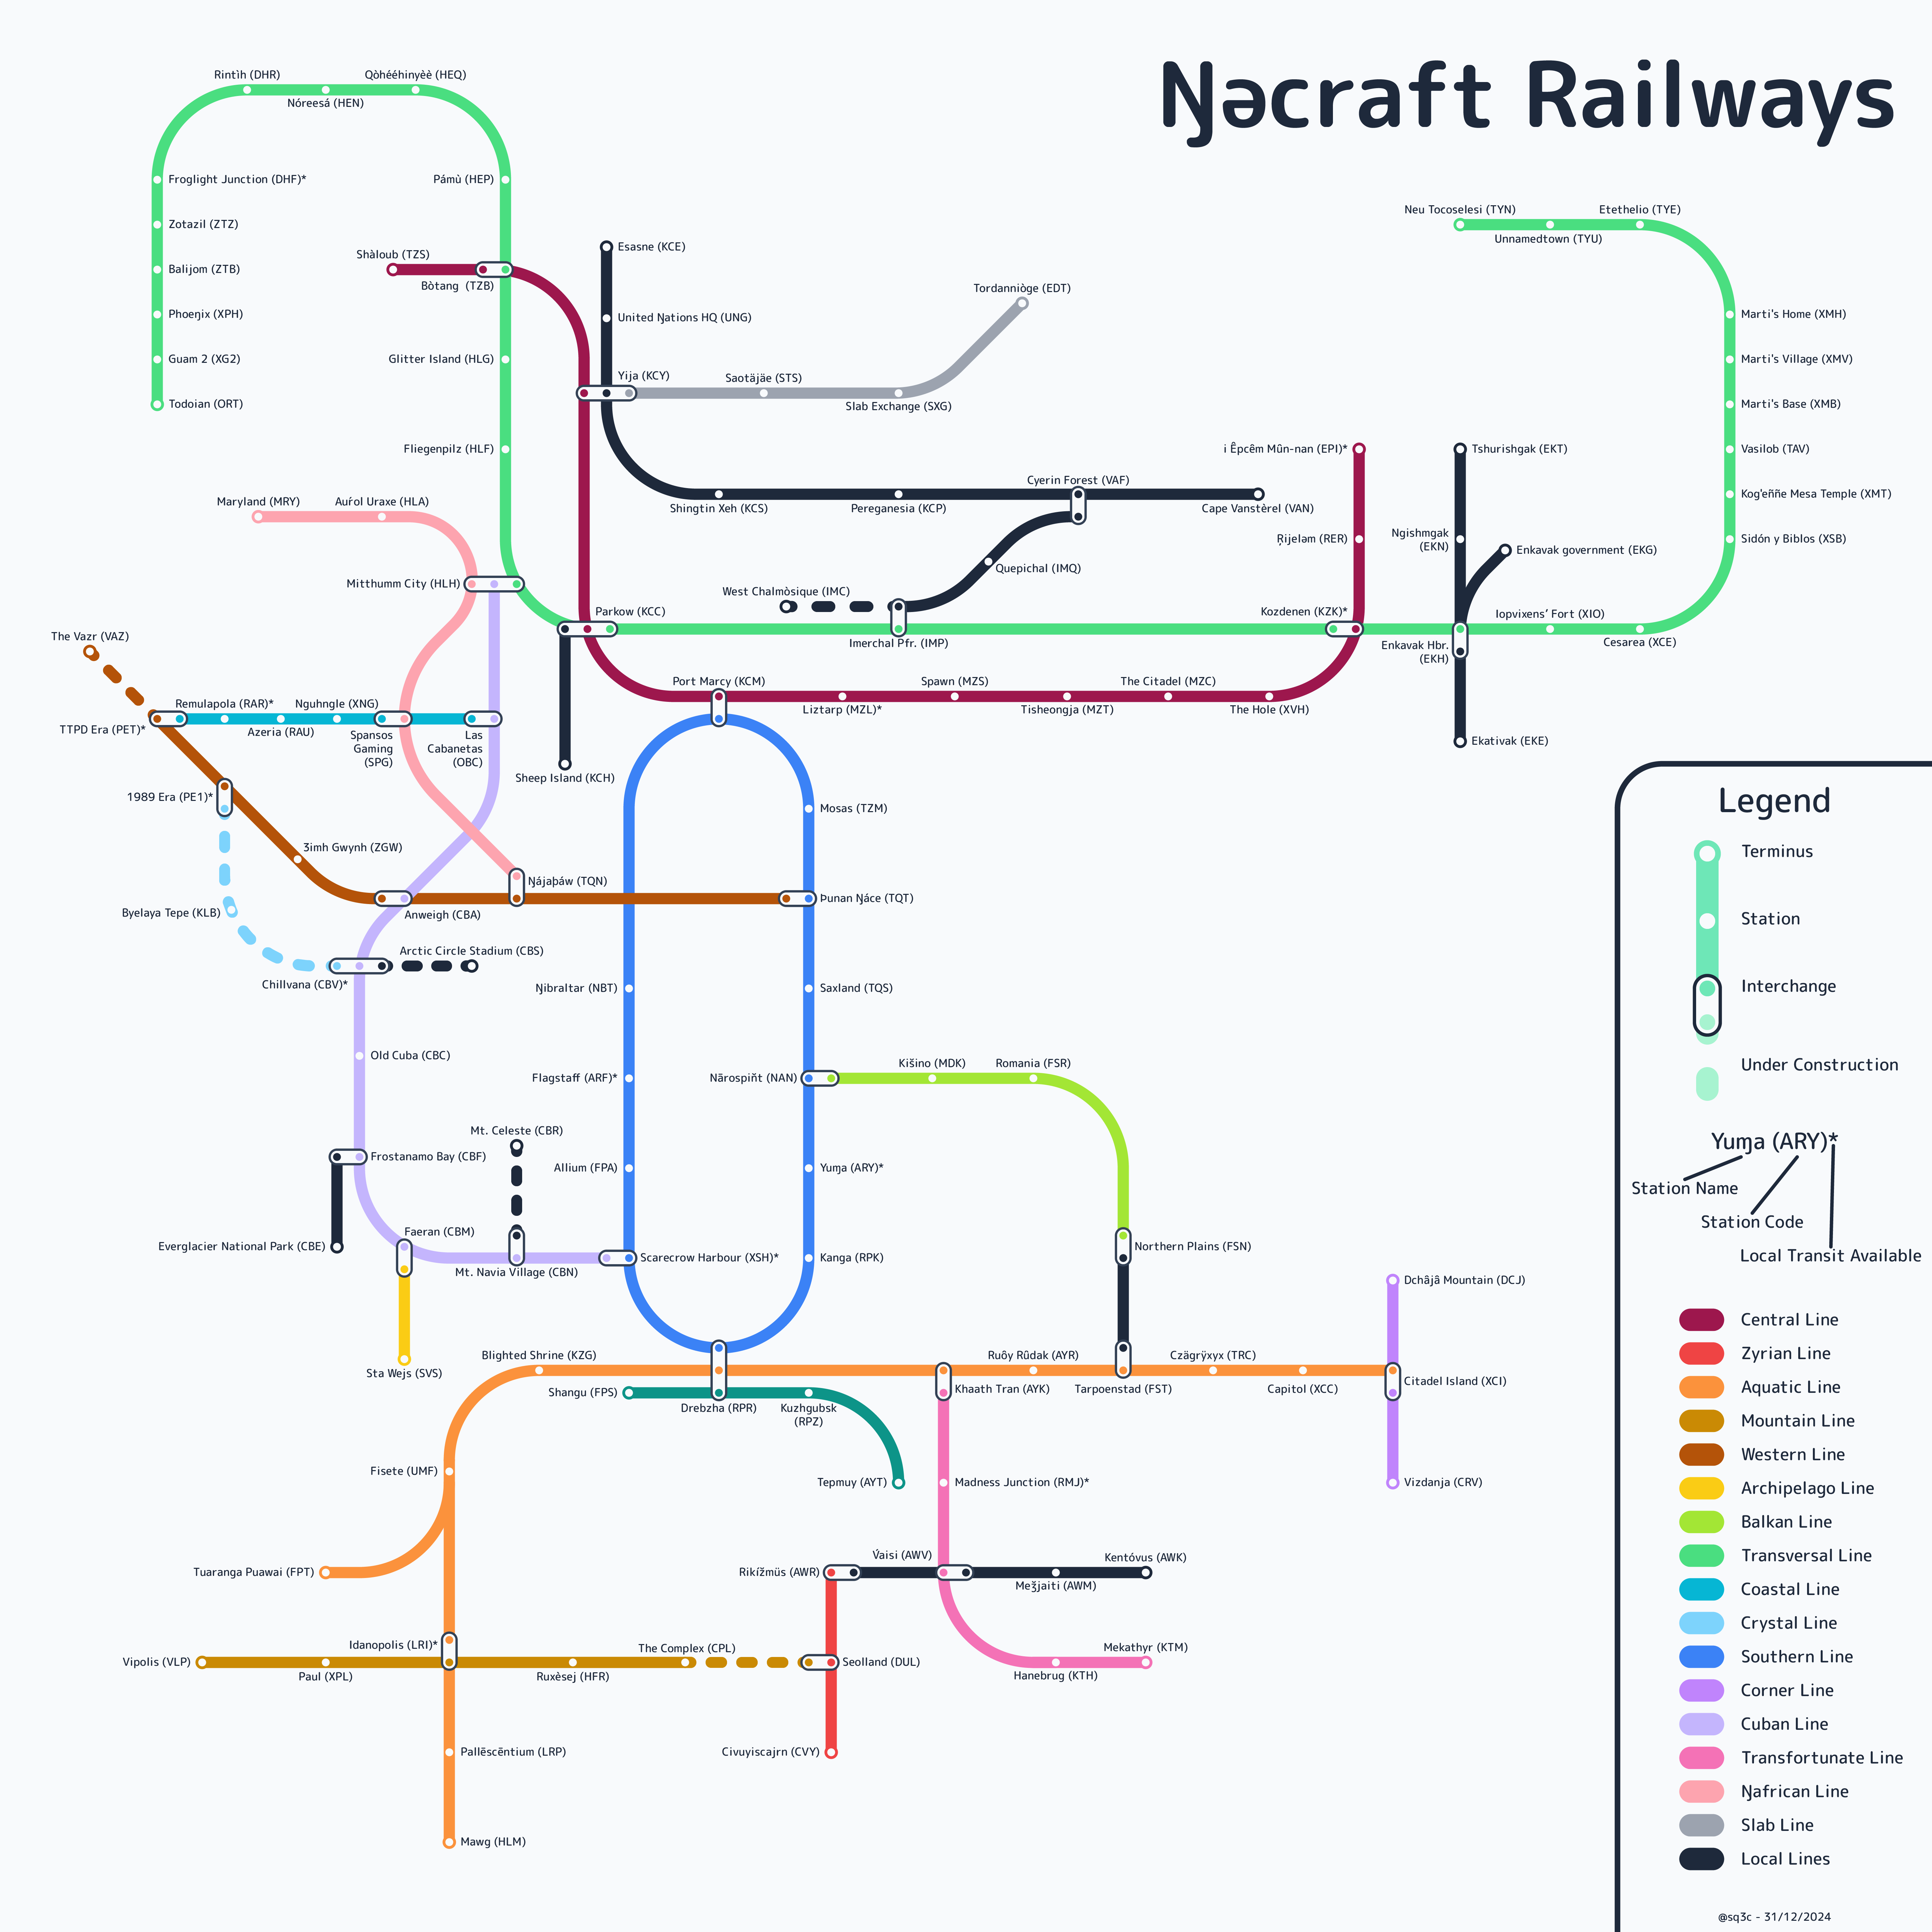 Ŋəcraft Railways
Rintìh (DHR)
Qòhééhinyèè (HEQ)
Nóreesá (HEN)
Froglight Junction (DHF)*
Pámù (HEP)
Zotazil (ZTZ)
Balijom (ZTB)
Phoeŋix (XPH)
Guam 2 (XG2)
Todoian (ORT)
Shàloub (TZS)
Bòtang (TZB)
Glitter Island (HLG)
Fliegenpilz (HLF)
Esasne (KCE)
United Ŋations HQ (UNG)
Yija (KCY)
Saotäjäe (STS)
Slab Exchange (SXG)
Tordanniòge (EDT)
Neu Tocoselesi (TYN)
Unnamedtown (TYU)
Etethelio (TYE)
Marti's Home (XMH)
Marti's Village (XMV)
Marti's Base (XMB)
Vasilob (TAV)
Kog'eññe Mesa Temple (XMT)
Sidón y Biblos (XSB)
i Êpcêm Mûn-nan (EPI)*
Ŗijeləm (RER)
Kozdenen (KZK)*
Tshurishgak (EKT)
Ngishmgak
(EKN)
Enkavak government (EKG)
Enkavak Hbr.
(EKH)
Iopvixens’ Fort (XIO)
Cesarea (XCE)
Ekativak (EKE)
Shingtin Xeh (KCS)
Pereganesia (KCP)
Cyerin Forest (VAF)
Cape Vanstèrel (VAN)
Quepichal (IMQ)
West Chalmòsique (IMC)
Imerchal Pfr. (IMP)
Maryland (MRY)
Auŕol Uraxe (HLA)
Mitthumm City (HLH)
Parkow (KCC)
Sheep Island (KCH)
Port Marcy (KCM)
Liztarp (MZL)*
Spawn (MZS)
Tisheongja (MZT)
The Citadel (MZC)
The Hole (XVH)
The Vazr (VAZ)
TTPD Era (PET)*
Remulapola (RAR)*
Azeria (RAU)
Nguhngle (XNG)
Spansos
Gaming
(SPG)
Las
Cabanetas
(OBC)
1989 Era (PE1)*
3imh Gwynh (ZGW)
Byelaya Tepe (KLB)
Anweigh (CBA)
Ŋájaþáw (TQN)
Mosas (TZM)
Þunan Ŋáce (TQT)
Arctic Circle Stadium (CBS)
Chillvana (CBV)*
Ŋibraltar (NBT)
Saxland (TQS)
Old Cuba (CBC)
Flagstaff (ARF)*
Nārospiňt (NAN)
Kišino (MDK)
Romania (FSR)
Frostanamo Bay (CBF)
Mt. Celeste (CBR)
Allium (FPA)
Yuŋa (ARY)*
Everglacier National Park (CBE)
Faeran (CBM)
Mt. Navia Village (CBN)
Scarecrow Harbour (XSH)*
Kanga (RPK)
Northern Plains (FSN)
Sta Wejs (SVS)
Blighted Shrine (KZG)
Shangu (FPS)
Drebzha (RPR)
Kuzhgubsk
(RPZ)
Tepmuy (AYT)
Khaath Tran (AYK)
Ruôy Rûdak (AYR)
Tarpoenstad (FST)
Czägrÿxyx (TRC)
Capitol (XCC)
Dchâjâ Mountain (DCJ)
Citadel Island (XCI)
Vizdanja (CRV)
Fisete (UMF)
Tuaranga Puawai (FPT)
Madness Junction (RMJ)*
Rikížmüs (AWR)
V́aisi (AWV)
Meǯjaiti (AWM)
Kentóvus (AWK)
Idanopolis (LRI)*
Vipolis (VLP)
Paul (XPL)
Ruxèsej (HFR)
The Complex (CPL)
Seolland (DUL)
Hanebrug (KTH)
Mekathyr (KTM)
Civuyiscajrn (CVY)
Pallēscēntium (LRP)
Mawg (HLM)
Legend
Terminus
Station
Interchange
Under Construction
Yuŋa (ARY)*
Station Name
Station Code
Local Transit Available
Central Line
Zyrian Line
Aquatic Line
Mountain Line
Western Line
Archipelago Line
Balkan Line
Transversal Line
Coastal Line
Crystal Line
Southern Line
Corner Line
Cuban Line
Transfortunate Line
Ŋafrican Line
Slab Line
Local Lines
@sq3c - 31/12/2024